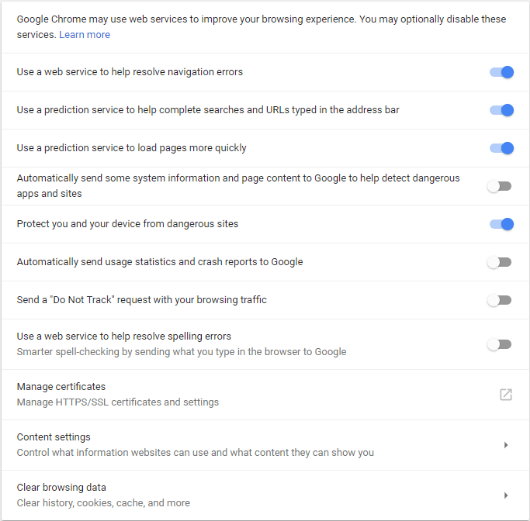 Google Chrome may use web services to improve your browsing experience. You may optionally disable these
services. Learn more
Use a web service to help resolve navigation errors
Use a prediction service to help complete searches and URLs typed in the address bar
Use a prediction service to load pages more quickly
Automatically send some system information and page content to Google to help detect dangerous
apps and sites
Protect you and your device from dangerous sites
Automatically send usage statistics and crash reports to Google
Send a "Do Not Track" request with your browsing traffic
Use a web service to help resolve spelling errors
Smarter spell-checking by sending what you type in the browser to Google
Manage certificates
Manage HTTPS/SSL certificates and settings
Content settings
Control what information websites can use and what content they can show you
Clear browsing data
Clear history, cookies, cache, and more